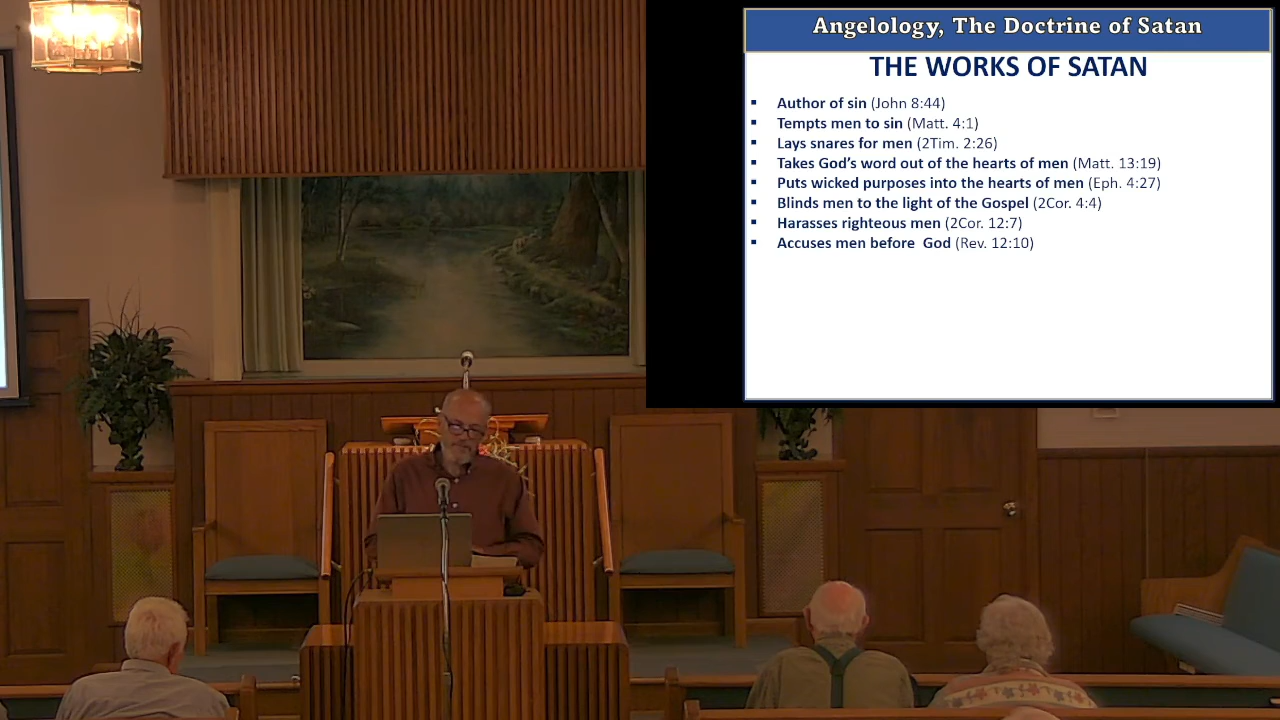 Angelology, The Doctrine of Satan
THE WORKS OF SATAN
▪ Author of sin (John 8:44)
▪ Tempts men to sin (Matt. 4:1)
▪ Lays snares for men (2Tim. 2:26)
▪ Takes God's word out of the hearts of men (Matt. 13:19)
▪ Puts wicked purposes into the hearts of men (Eph. 4:27)
▪ Blinds men to the light of the Gospel (2Cor. 4:4)
▪ Harasses righteous men (2Cor. 12:7)
▪ Accuses men before  God (Rev. 12:10)